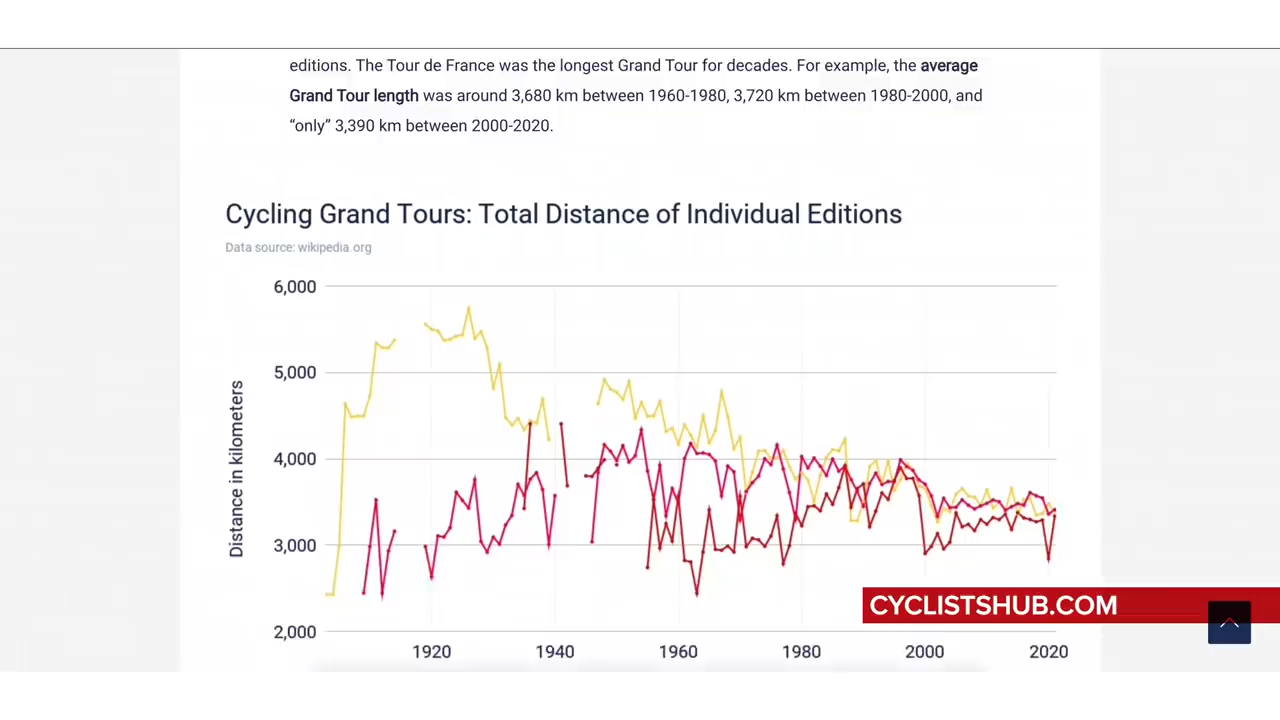 editions. The Tour de France was the longest Grand Tour for decades. For example, the average
Grand Tour length was around 3,680 km between 1960-1980, 3,720 km between 1980-2000, and
“only” 3,390 km between 2000-2020.
Cycling Grand Tours: Total Distance of Individual Editions
Data source: wikipedia.org
Distance in kilometers
6,000
5,000
4,000
3,000
2,000
1920 1940 1960 1980 2000 2020
CYCLISTSHUB.COM